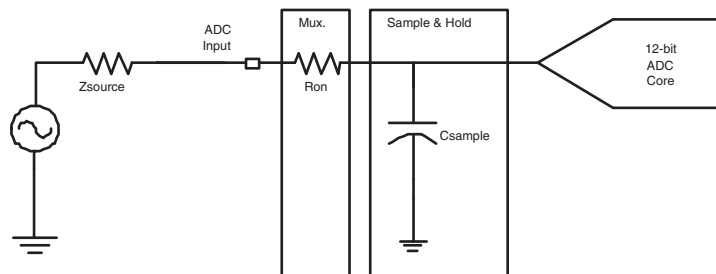 Mux.
Sample & Hold
ADC
Input
12-bit
ADC
Core
Zsource
Ron
Csample